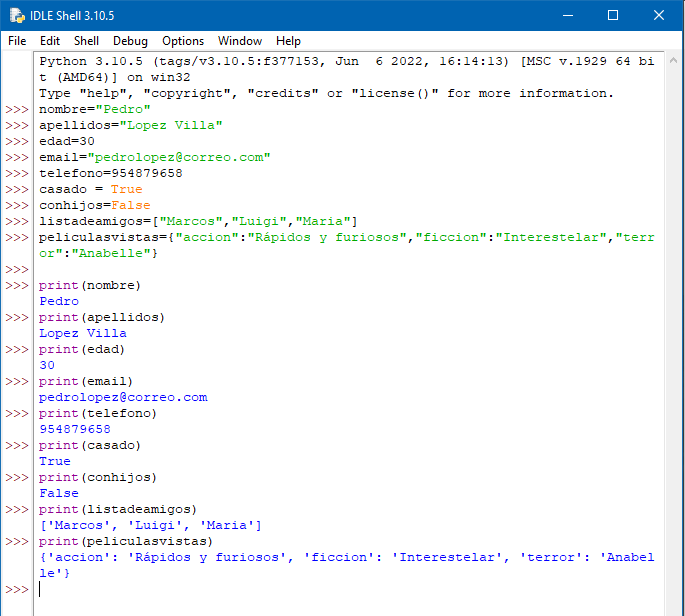 IDLE Shell 3.10.5
File Edit Shell Debug Options Window Help
Python 3.10.5 (tags/v3.10.5:f377153, Jun  6 2022, 16:14:13) [MSC v.1929 64 bi
t (AMD64)] on win32
Type "help", "copyright", "credits" or "license()" for more information.
>>> nombre="Pedro"
>>> apellidos="Lopez Villa"
>>> edad=30
>>> email="pedrolopez@correo.com"
>>> telefono=954879658
>>> casado = True
>>> conhijos=False
>>> listadeamigos=["Marcos","Luigi","Maria"]
>>> peliculasvistas={"accion":"Rápidos y furiosos","ficcion":"Interestelar","terr
or":"Anabelle"}
>>>
>>> print(nombre)
Pedro
>>> print(apellidos)
Lopez Villa
>>> print(edad)
30
>>> print(email)
pedrolopez@correo.com
>>> print(telefono)
954879658
>>> print(casado)
True
>>> print(conhijos)
False
>>> print(listadeamigos)
['Marcos', 'Luigi', 'Maria']
>>> print(peliculasvistas)
{'accion': 'Rápidos y furiosos', 'ficcion': 'Interestelar', 'terror': 'Anabel
le'}
>>>